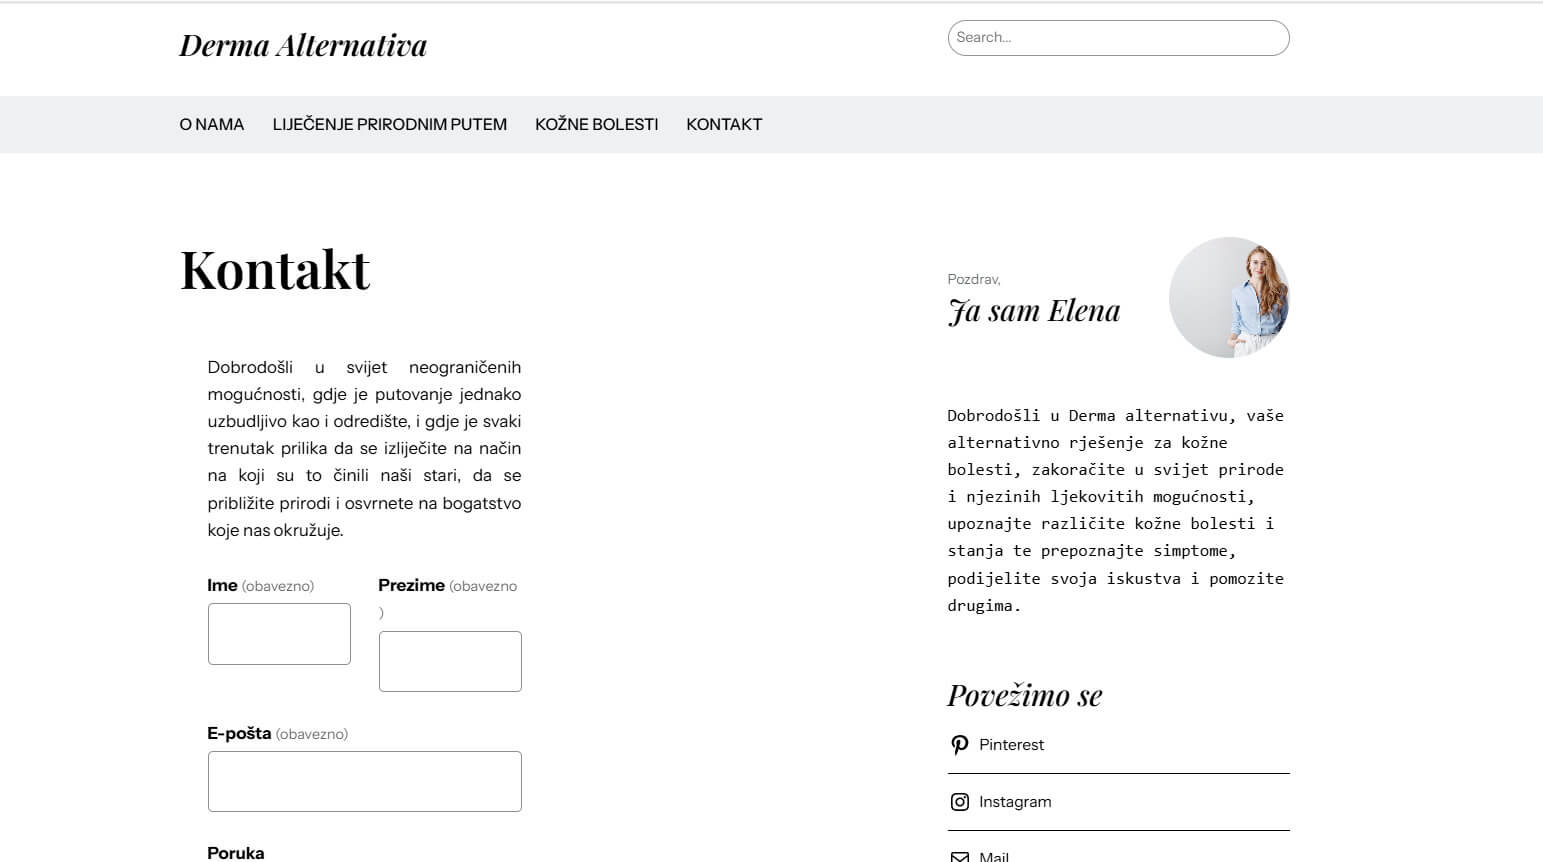 Derma Alternativa
Search...
O NAMA LIJEČENJE PRIRODNIM PUTEM KOŽNE BOLESTI KONTAKT
Kontakt
Dobrodošli u svijet neograničenih
mogućnosti, gdje je putovanje jednako
uzbudljivo kao i odredište, i gdje je svaki
trenutak prilika da se izliječite na način
na koji su to činili naši stari, da se
približite prirodi i osvrnete na bogatstvo
koje nas okružuje.
Ime (obavezno)
Prezime (obavezno
)
E-pošta (obavezno)
Poruka
Pozdrav,
Ja sam Elena
Dobrodošli u Derma alternativu, vaše
alternativno rješenje za kožne
bolesti, zakoračite u svijet prirode
i njezinih ljekovitih mogućnosti,
upoznajte različite kožne bolesti i
stanja te prepoznajte simptome,
podijelite svoja iskustva i pomozite
drugima.
Povežimo se
Pinterest
Instagram
Mail